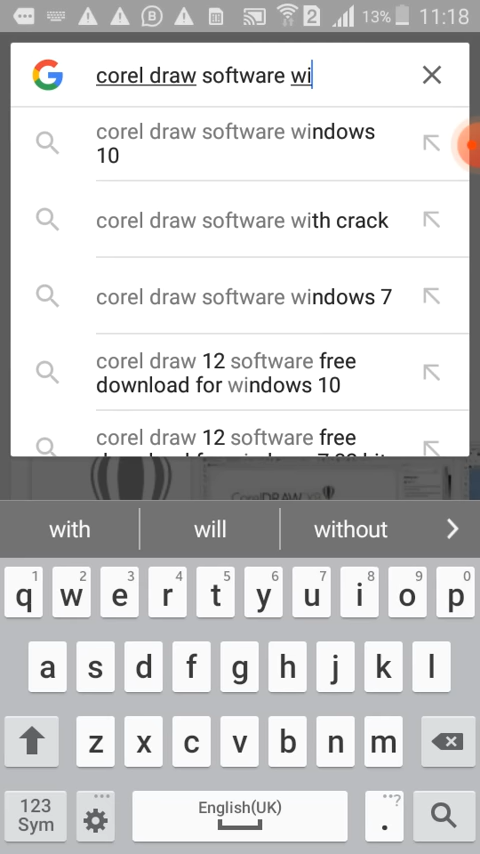 2 13% 11:18
corel draw software wi
corel draw software windows
10
corel draw software with crack
corel draw software windows 7
corel draw 12 software free
download for windows 10
corel draw 12 software free
with will without
1 2 3 4 5 6 7 8 9 0
q w e r t y u i o p
a s d f g h j k l
z x c v b n m
123
Sym
English(UK)
. ,?